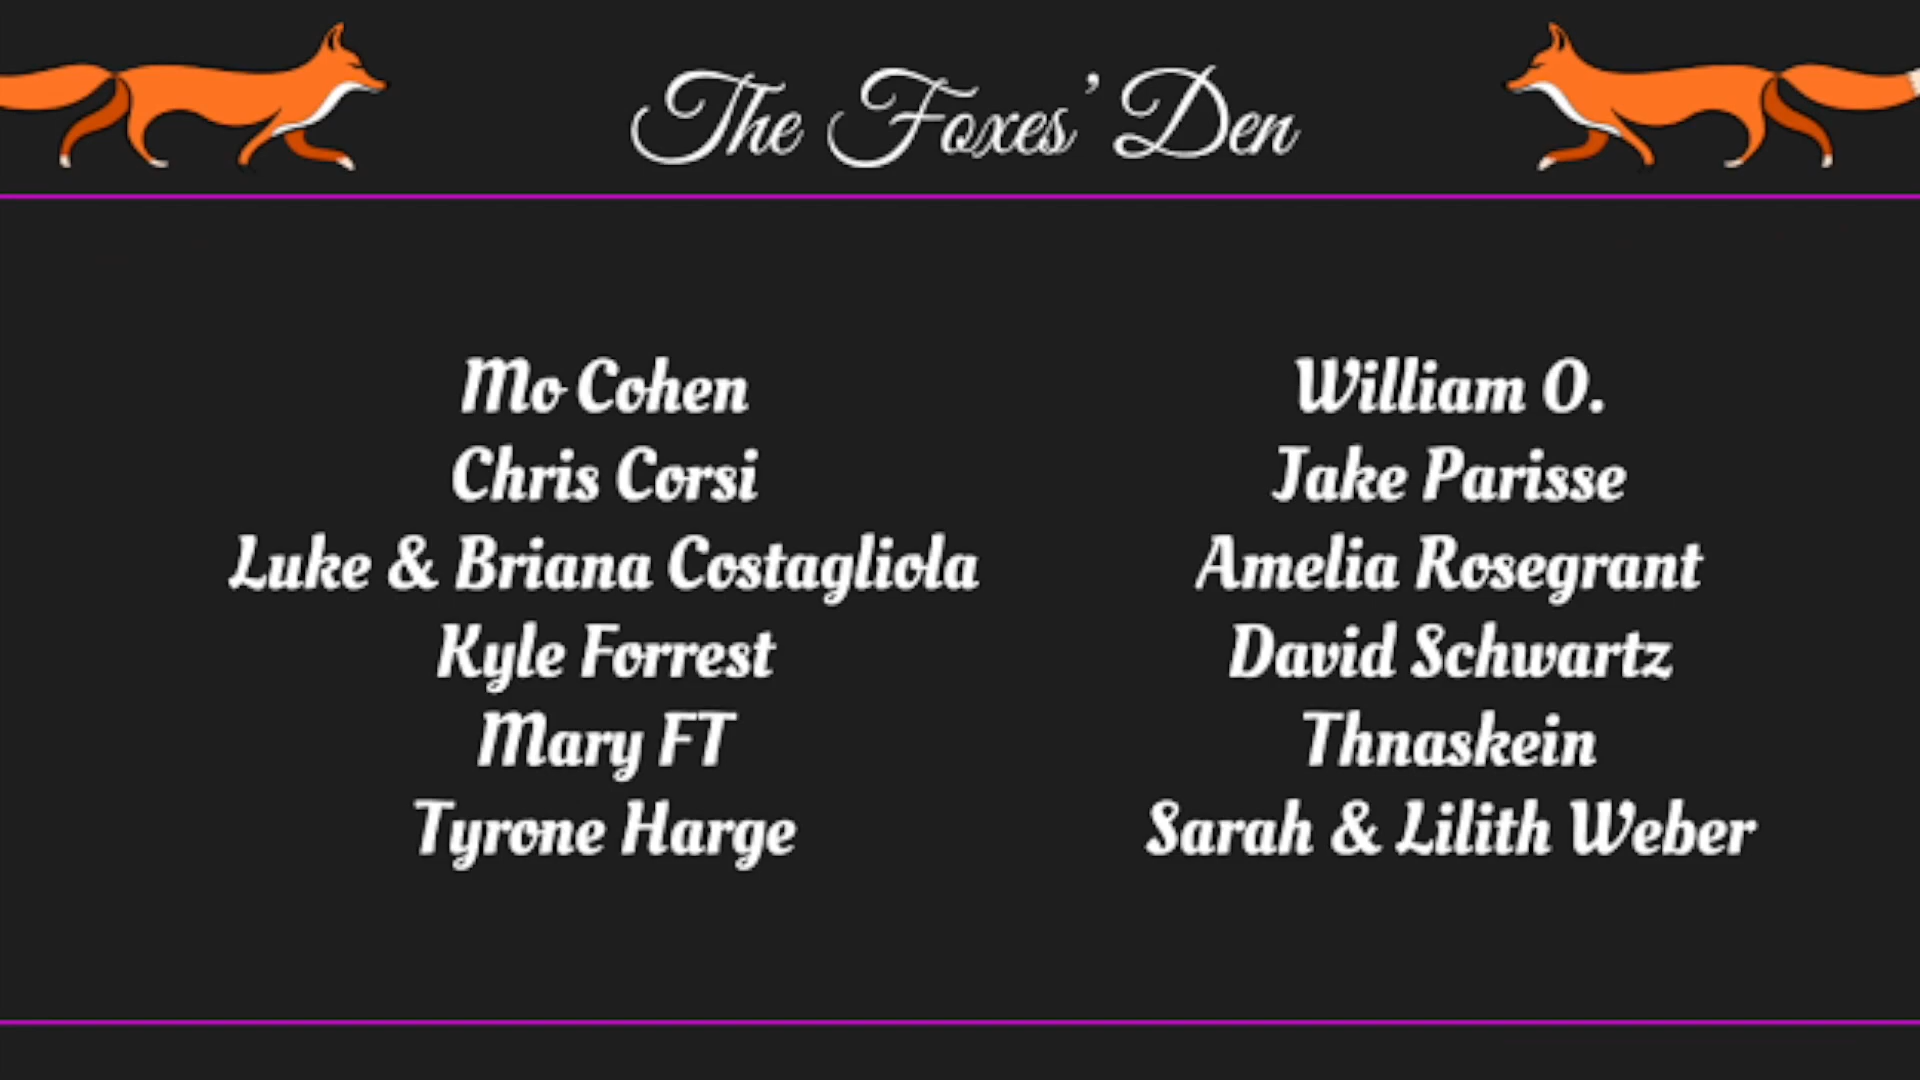 The Foxes' Den
Mo Cohen
Chris Corsi
Luke & Briana Costagliola
Kyle Forrest
Mary FT
Tyrone Harge
William O.
Jake Parisse
Amelia Rosegrant
David Schwartz
Thnaskein
Sarah & Lilith Weber